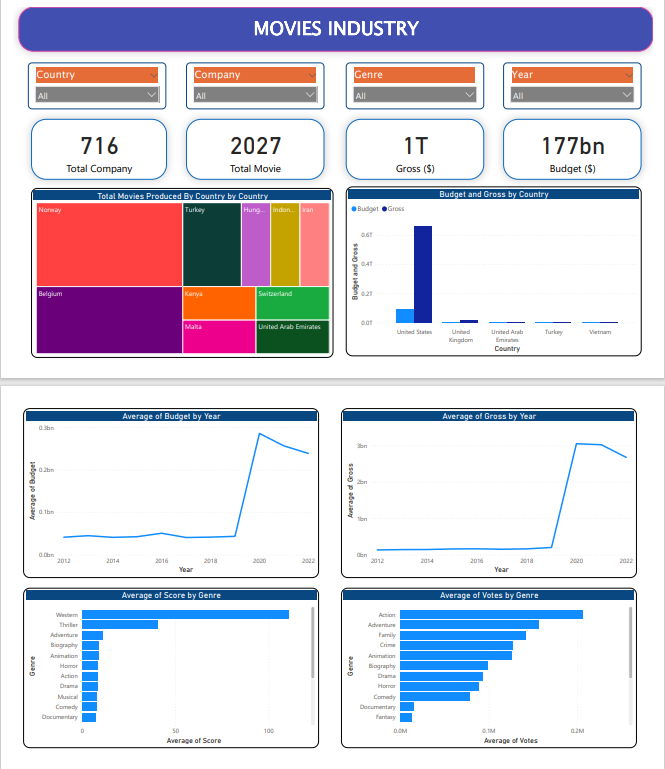 MOVIES INDUSTRY
Country Company Genre Year
All All All All
716 2027 1T 177bn
Total Company Total Movie Gross ($) Budget ($)
Total Movies Produced By Country by Country
Norway Turkey Hung... Indon... Iran
Belgium Kenya Switzerland
Malta United Arab Emirates
Budget and Gross by Country
Budget Gross
Budget and Gross
0.6T
0.4T
0.2T
0.0T
United States United Kingdom United Arab Emirates Turkey Vietnam
Country
Average of Budget by Year
Average of Budget
0.3bn
0.2bn
0.1bn
0.0bn
2012 2014 2016 2018 2020 2022
Year
Average of Gross by Year
Average of Gross
3bn
2bn
1bn
0bn
2012 2014 2016 2018 2020 2022
Year
Average of Score by Genre
Genre
Western
Thriller
Adventure
Biography
Animation
Horror
Action
Drama
Musical
Comedy
Documentary
0 50 100
Average of Score
Average of Votes by Genre
Genre
Action
Adventure
Family
Crime
Animation
Biography
Drama
Horror
Comedy
Documentary
Fantasy
0.0M 0.1M 0.2M
Average of Votes